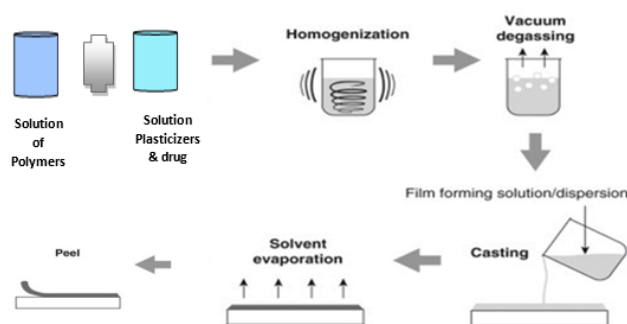 Solution
of
Polymers
Solution
Plasticizers
& drug
Homogenization
Vacuum
degassing
Film forming solution/dispersion
Casting
Solvent
evaporation
Peel